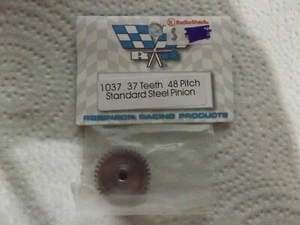 RadioShack
1037 37 Teeth 48 Pitch
Standard Steel Pinion
ROBINSON RACING PRODUCTS